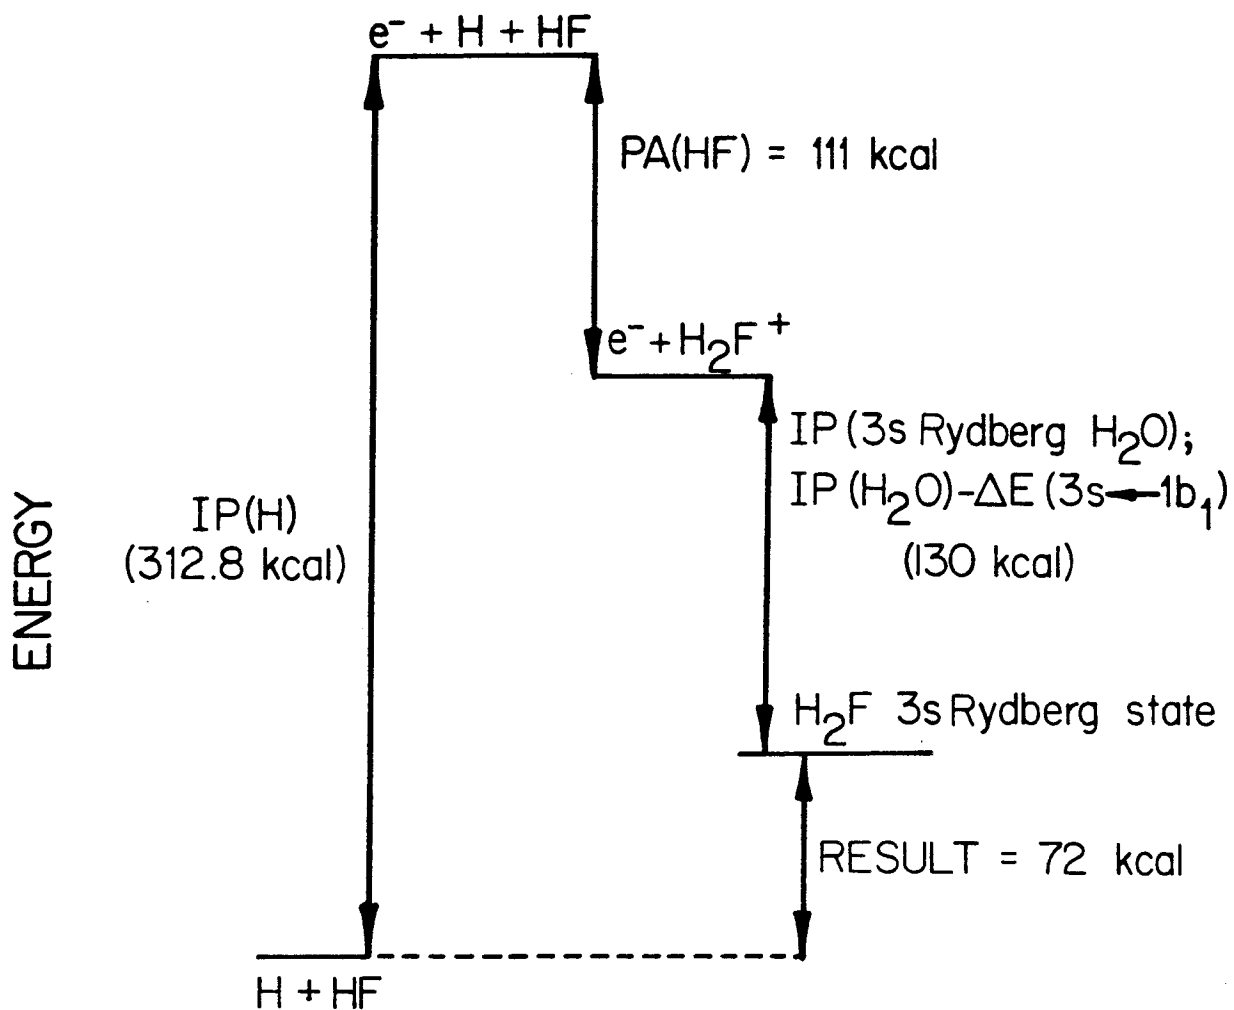 e⁻ + H + HF
PA(HF) = 111 kcal
e⁻ + H₂F⁺
IP (3s Rydberg H₂O);
IP (H₂O)-ΔE (3s←1b₁)
(130 kcal)
IP(H)
(312.8 kcal)
ENERGY
H₂F 3s Rydberg state
RESULT = 72 kcal
H + HF